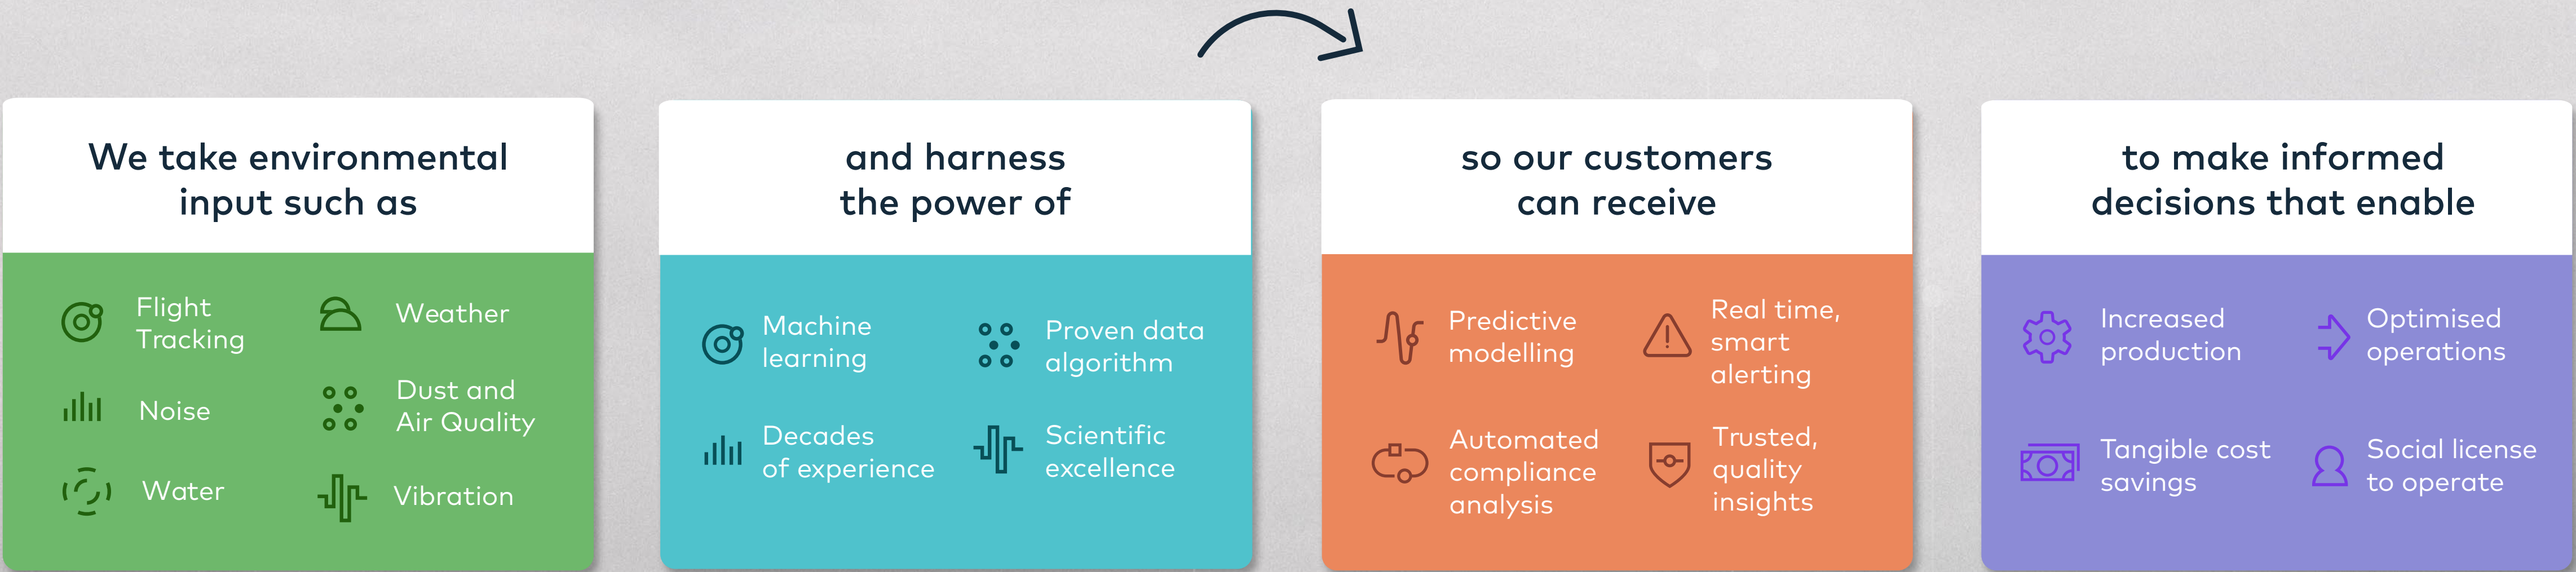 We take environmental
input such as
Flight
Tracking
Weather
Noise
Dust and
Air Quality
Water
Vibration
and harness
the power of
Machine
learning
Proven data
algorithm
Decades
of experience
Scientific
excellence
so our customers
can receive
Predictive
modelling
Real time,
smart
alerting
Automated
compliance
analysis
Trusted,
quality
insights
to make informed
decisions that enable
Increased
production
Optimised
operations
Tangible cost
savings
Social license
to operate